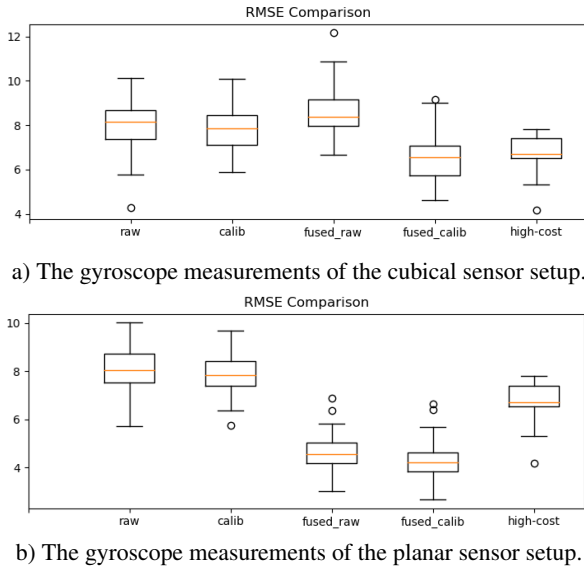 RMSE Comparison
12
10
8
6
4
raw calib fused_raw fused_calib high-cost
a) The gyroscope measurements of the cubical sensor setup.
RMSE Comparison
10
8
6
4
raw calib fused_raw fused_calib high-cost
b) The gyroscope measurements of the planar sensor setup.